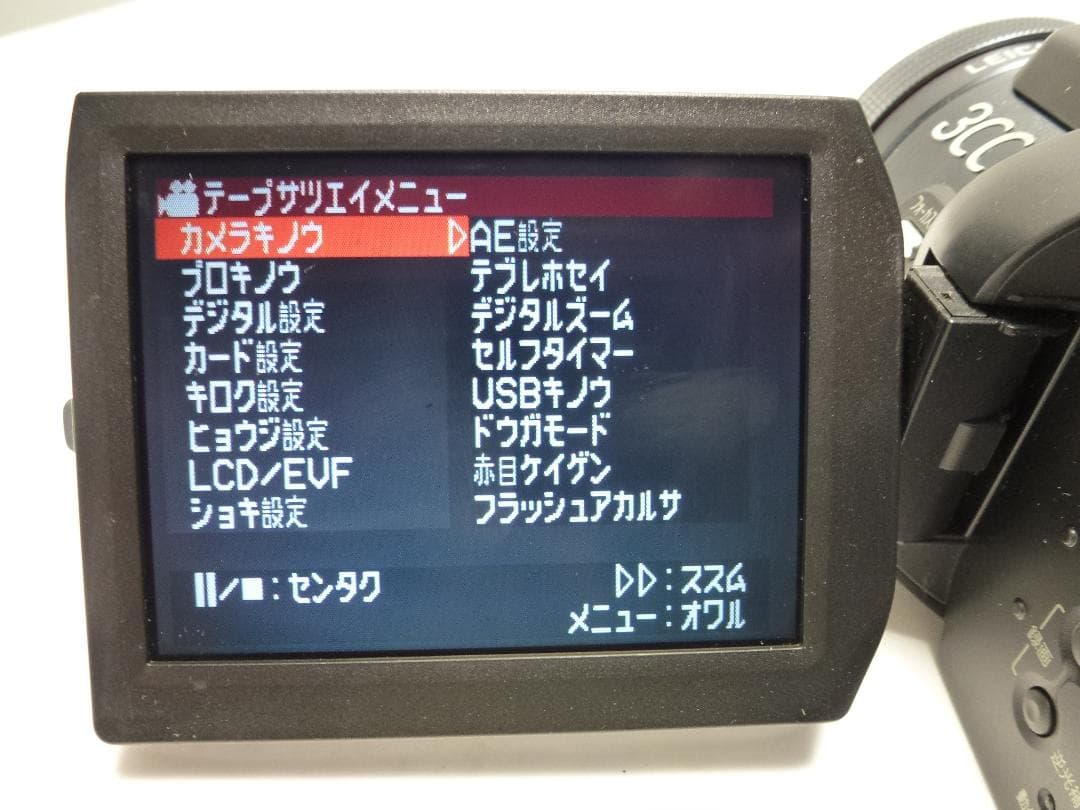 テープサツエイメニュー
カメラキノウ ▷AE設定
プロキノウ テブレホセイ
デジタル設定 デジタルズーム
カード設定 セルフタイマー
キロク設定 USBキノウ
ヒョウジ設定 ドウガモード
LCD/EVF 赤目ケイゲン
ショキ設定 フラッシュアカルサ
❚❚/■:センタク ▷▷:ススム
メニュー:オワル
3CC
録画
逆光